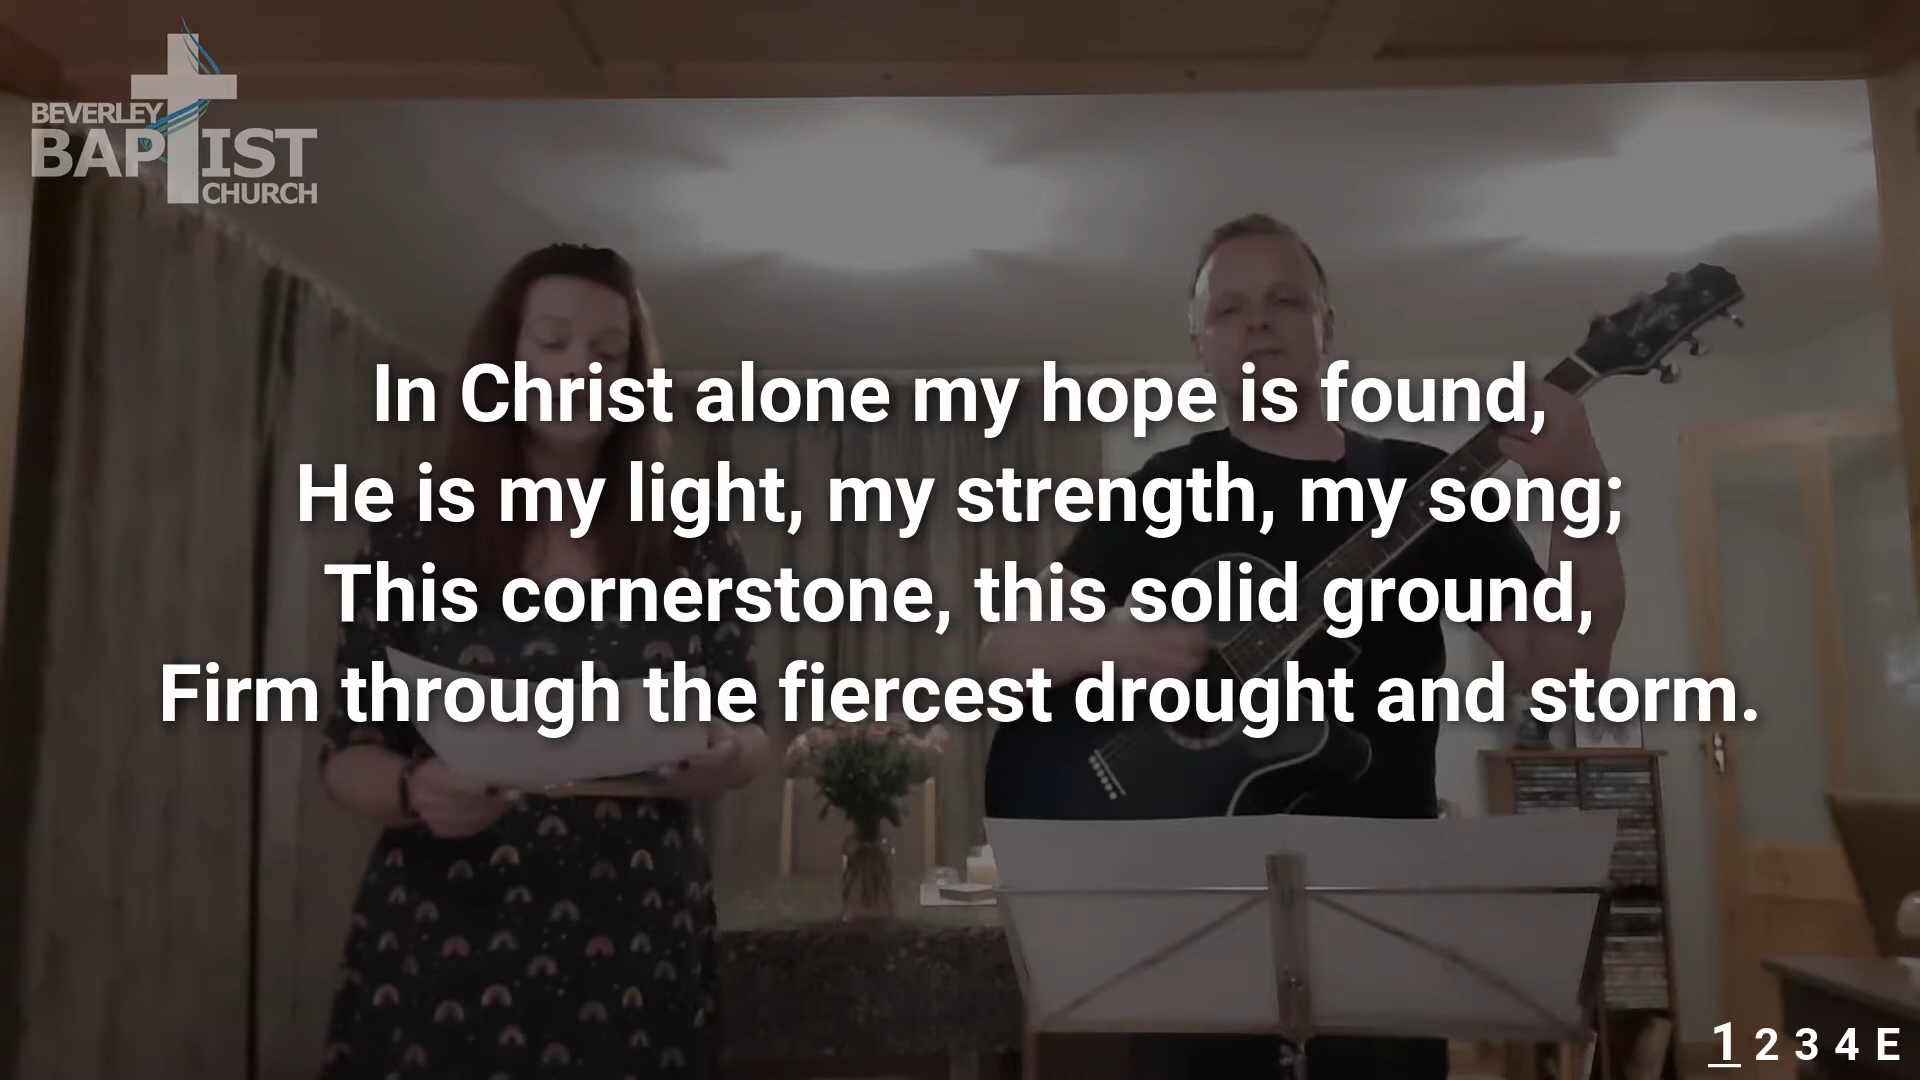 BEVERLEY
BAPTIST
CHURCH
In Christ alone my hope is found,
He is my light, my strength, my song;
This cornerstone, this solid ground,
Firm through the fiercest drought and storm.
1 2 3 4 E